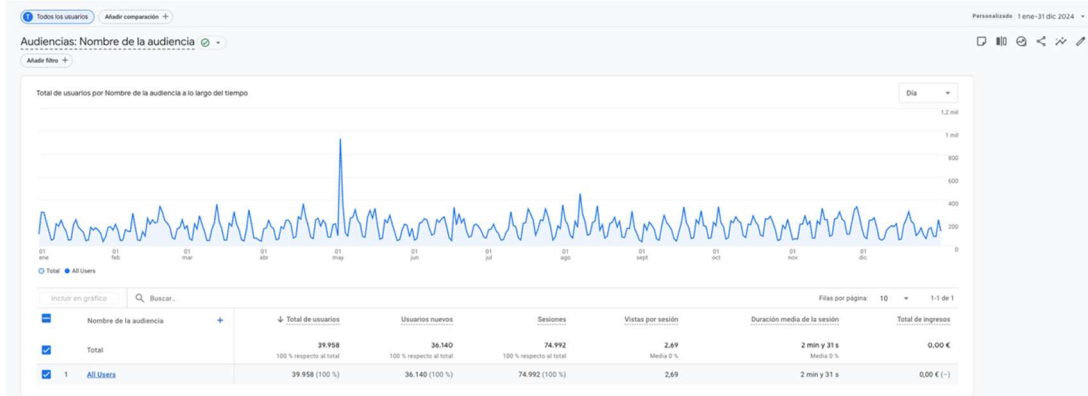 T Todos los usuarios Añadir comparación + Personalizado 1 ene-31 dic 2024
Audiencias: Nombre de la audiencia
Añadir filtro +
Total de usuarios por Nombre de la audiencia a lo largo del tiempo
Día
1,2 mil
1 mil
800
600
400
200
0
01 01 01 01 01 01 01 01 01 01 01 01
ene feb mar abr may jun jul ago sept oct nov dic
Total All Users
Incluir en gráfico Buscar... Filas por página: 10 1-1 de 1
Nombre de la audiencia + ↓ Total de usuarios Usuarios nuevos Sesiones Vistas por sesión Duración media de la sesión Total de ingresos
Total 39.958 36.140 74.992 2,69 2 min y 31 s 0,00 €
100 % respecto al total 100 % respecto al total 100 % respecto al total Media 0 % Media 0 %
1 All Users 39.958 (100 %) 36.140 (100 %) 74.992 (100 %) 2,69 2 min y 31 s 0,00 € (-)